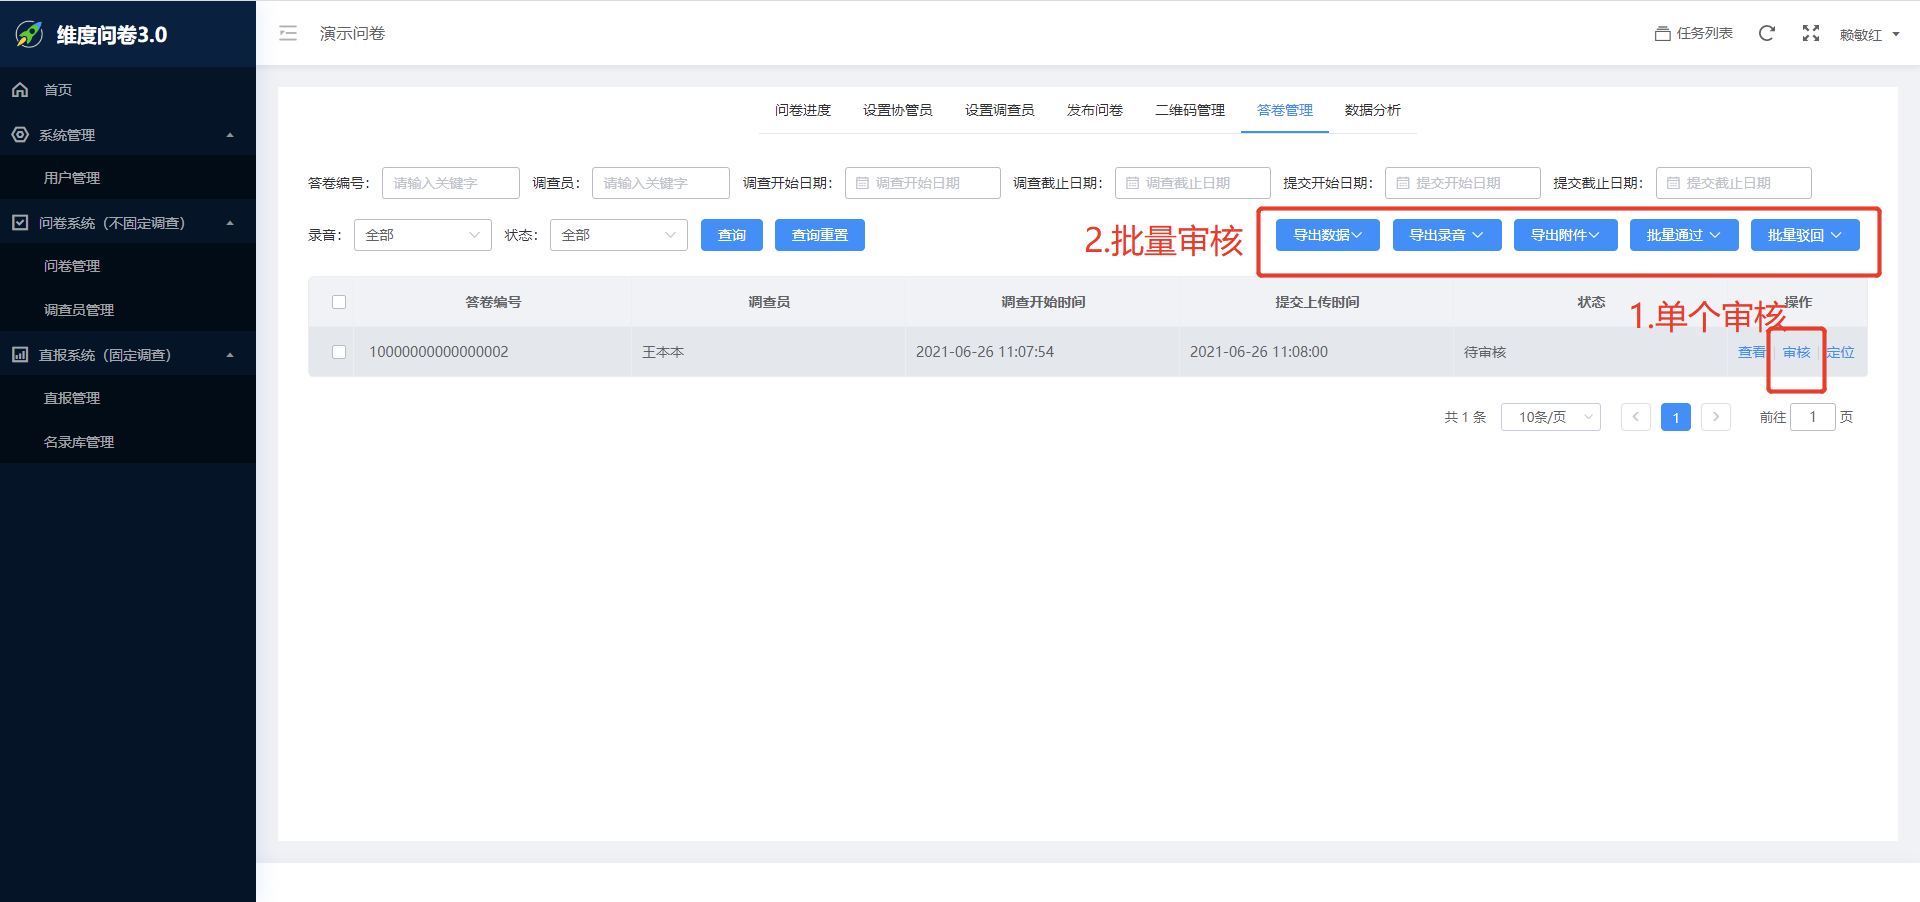 维度问卷3.0
演示问卷
任务列表
赖敏红
首页
系统管理
用户管理
问卷系统（不固定调查）
问卷管理
调查员管理
直报系统（固定调查）
直报管理
名录库管理
问卷进度 设置协管员 设置调查员 发布问卷 二维码管理 答卷管理 数据分析
答卷编号： 请输入关键字 调查员： 请输入关键字 调查开始日期： 调查开始日期 调查截止日期： 调查截止日期 提交开始日期： 提交开始日期 提交截止日期： 提交截止日期
录音： 全部 状态： 全部 查询 查询重置 2.批量审核 导出数据 导出录音 导出附件 批量通过 批量驳回
答卷编号 调查员 调查开始时间 提交上传时间 状态 操作
1.单个审核
10000000000000002 王本本 2021-06-26 11:07:54 2021-06-26 11:08:00 待审核 查看 审核 定位
共 1 条 10条/页 1 前往 1 页